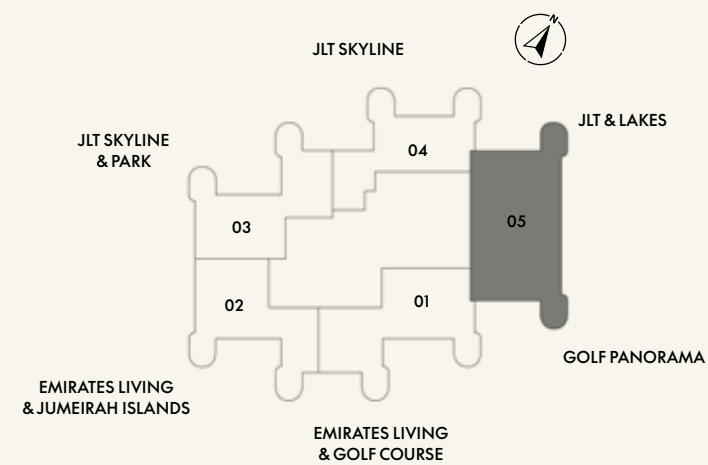 N
JLT SKYLINE
JLT & LAKES
JLT SKYLINE
& PARK
04
05
03
02
01
GOLF PANORAMA
EMIRATES LIVING
& JUMEIRAH ISLANDS
EMIRATES LIVING
& GOLF COURSE